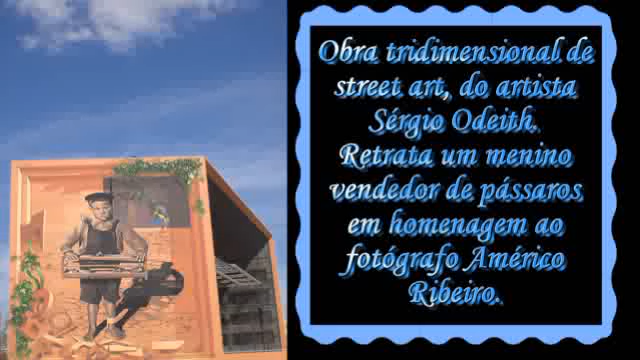 Obra tridimensional de
street art, do artista
Sérgio Odeith.
Retrata um menino
vendedor de pássaros
em homenagem ao
fotógrafo Américo
Ribeiro.